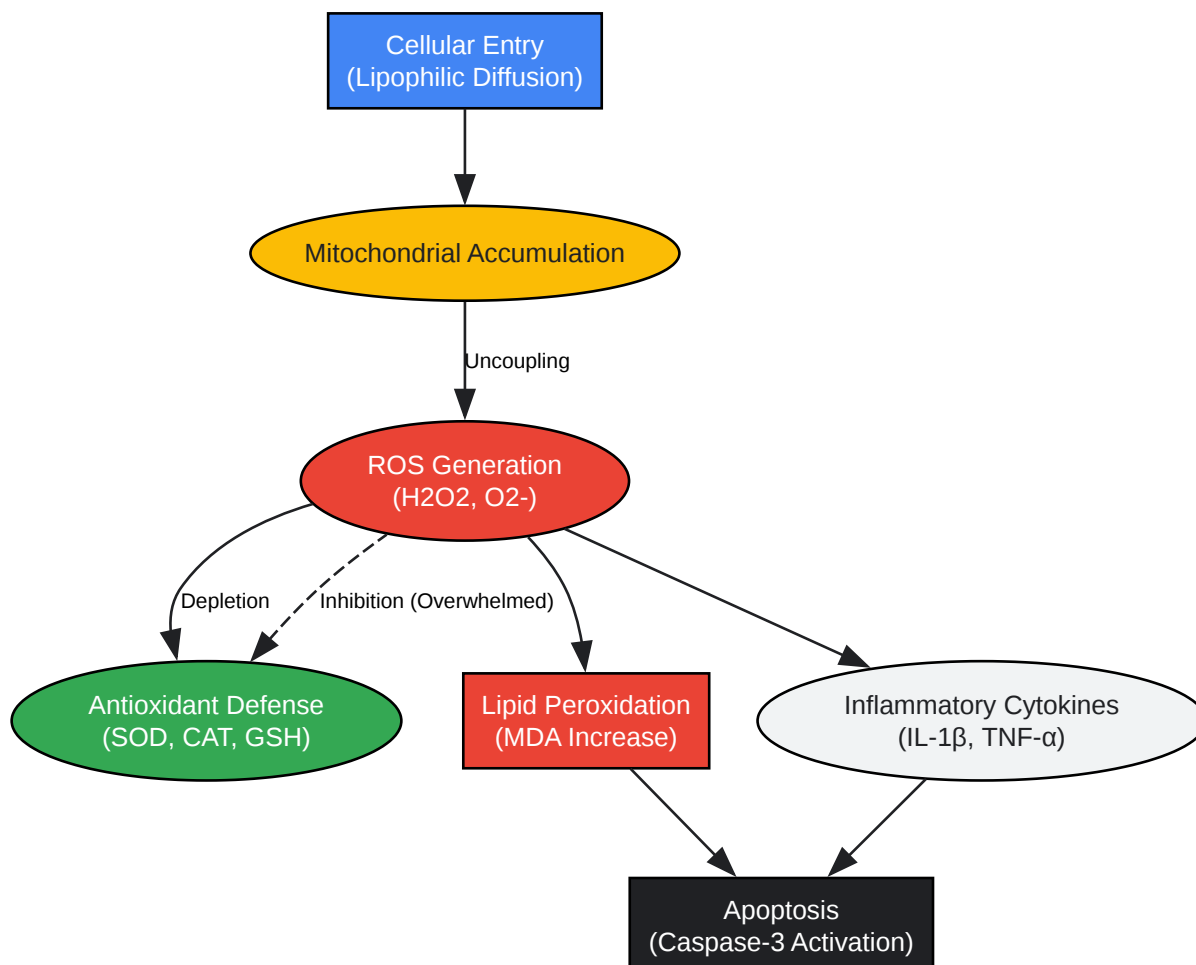 Cellular Entry
(Lipophilic Diffusion)
Mitochondrial Accumulation
Uncoupling
ROS Generation
(H2O2, O2-)
Depletion
Inhibition (Overwhelmed)
Antioxidant Defense
(SOD, CAT, GSH)
Lipid Peroxidation
(MDA Increase)
Inflammatory Cytokines
(IL-1β, TNF-α)
Apoptosis
(Caspase-3 Activation)